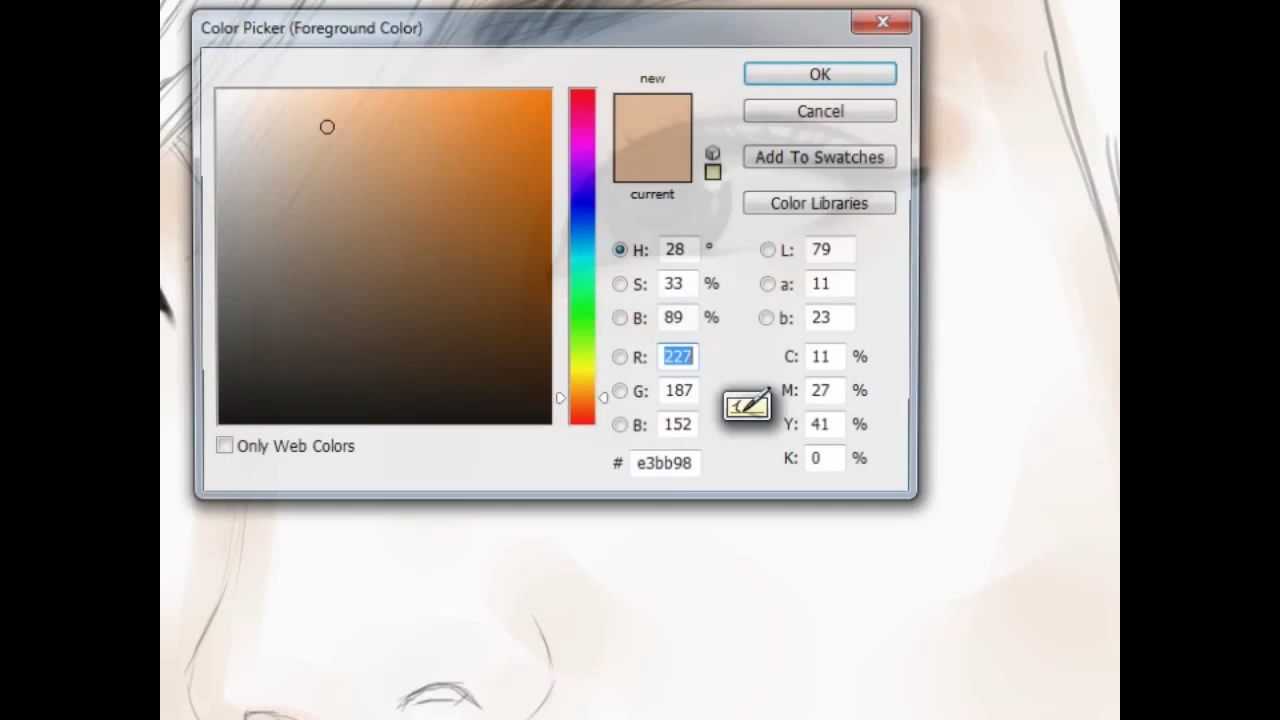 Color Picker (Foreground Color)
new
OK
Cancel
Add To Swatches
current
Color Libraries
H: 28 °
L: 79
S: 33 %
a: 11
B: 89 %
b: 23
R: 227
C: 11 %
G: 187
M: 27 %
B: 152
Y: 41 %
Only Web Colors
# e3bb98
K: 0 %